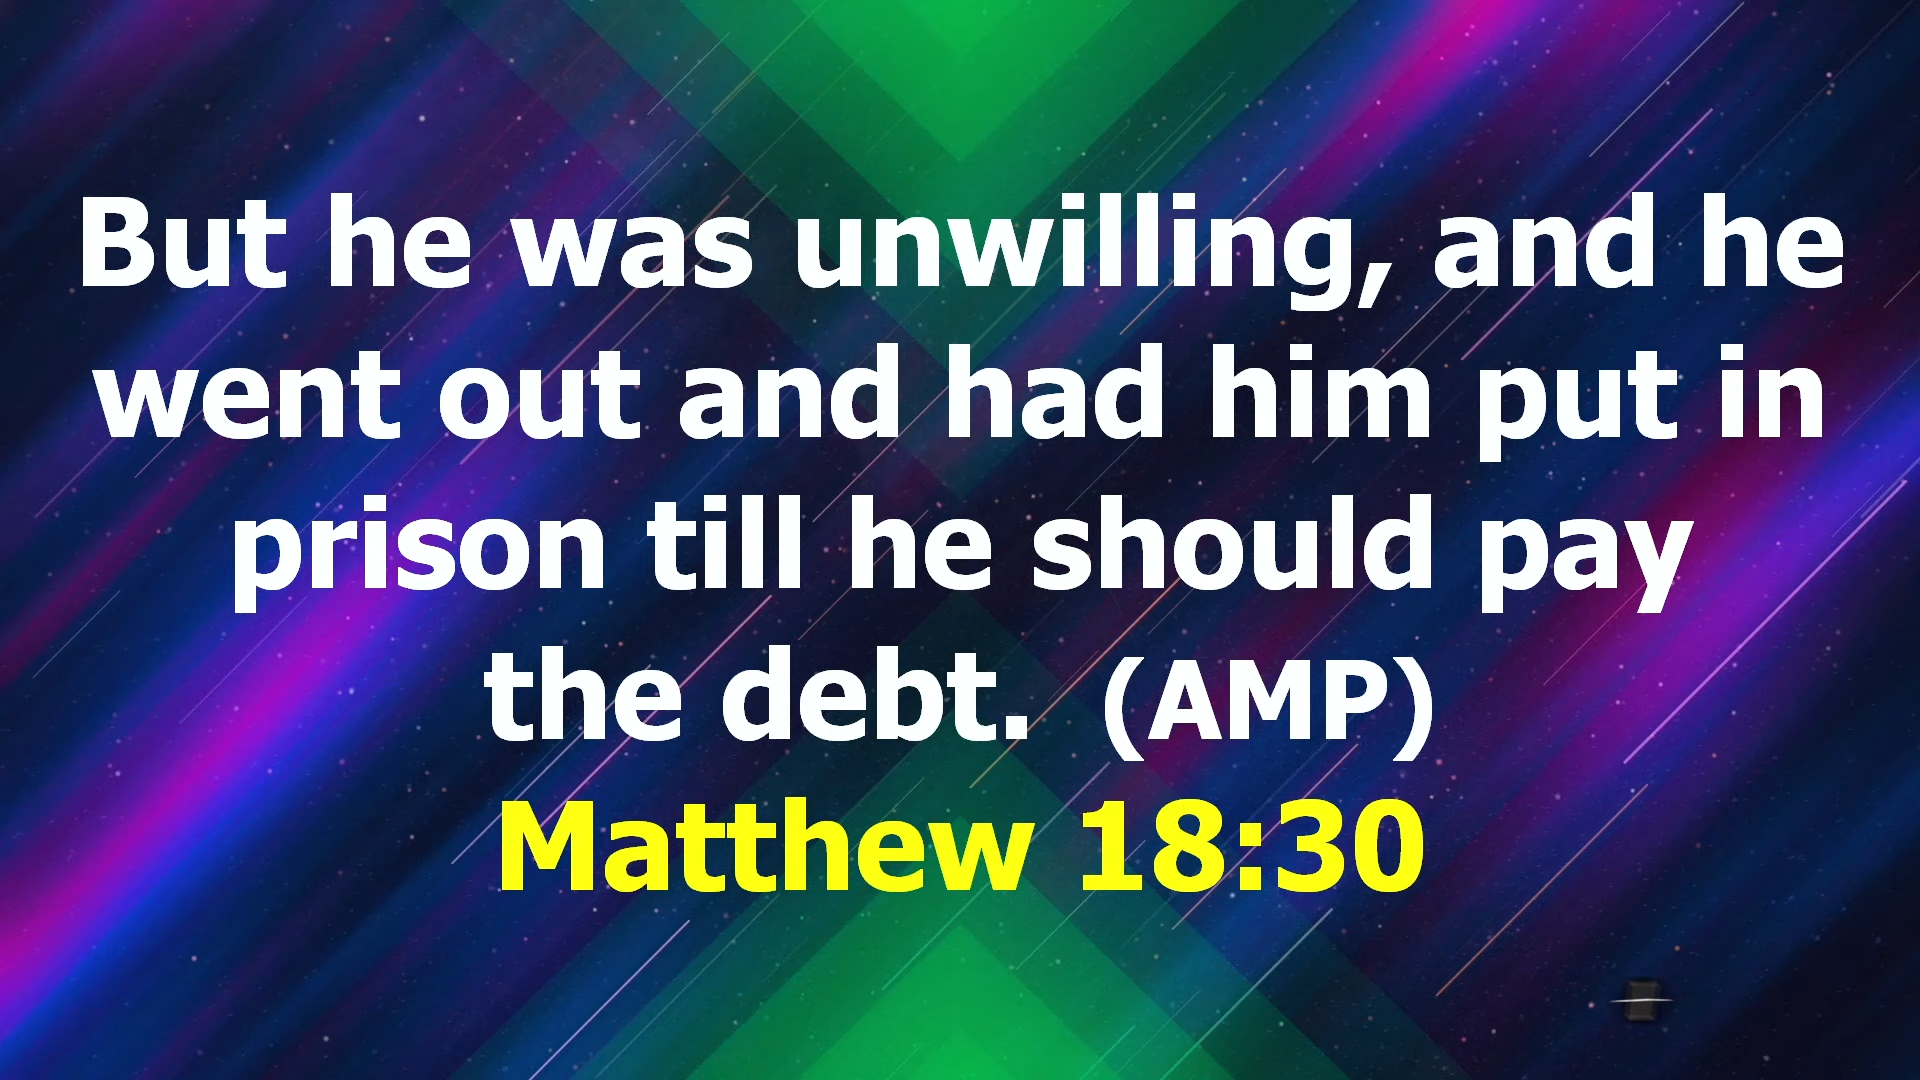 But he was unwilling, and he
went out and had him put in
prison till he should pay
the debt. (AMP)
Matthew 18:30